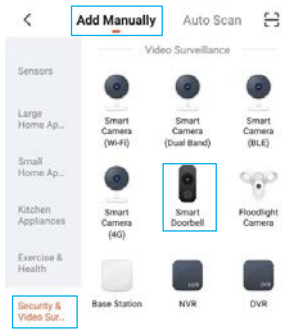 Add Manually
Auto Scan
Video Surveillance
Sensors
Large
Home Ap...
Small
Home Ap...
Kitchen
Appliances
Exercise &
Health
Security &
Video Sur...
Smart
Camera
(Wi-Fi)
Smart
Camera
(Dual Band)
Smart
Camera
(BLE)
Smart
Camera
(4G)
Smart
Doorbell
Floodlight
Camera
Base Station
NVR
NVR
DVR
DVR